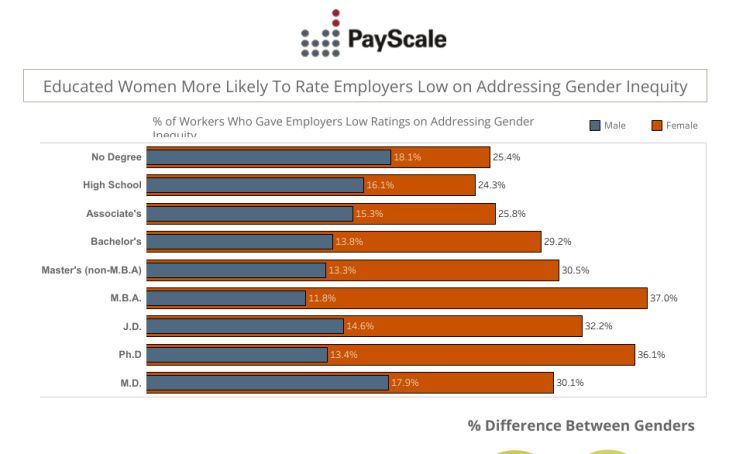 PayScale
Educated Women More Likely To Rate Employers Low on Addressing Gender Inequity
% of Workers Who Gave Employers Low Ratings on Addressing Gender
Inequity
Male
Female
No Degree 18.1% 25.4%
High School 16.1% 24.3%
Associate's 15.3% 25.8%
Bachelor's 13.8% 29.2%
Master's (non-M.B.A) 13.3% 30.5%
M.B.A. 11.8% 37.0%
J.D. 14.6% 32.2%
Ph.D 13.4% 36.1%
M.D. 17.9% 30.1%
% Difference Between Genders